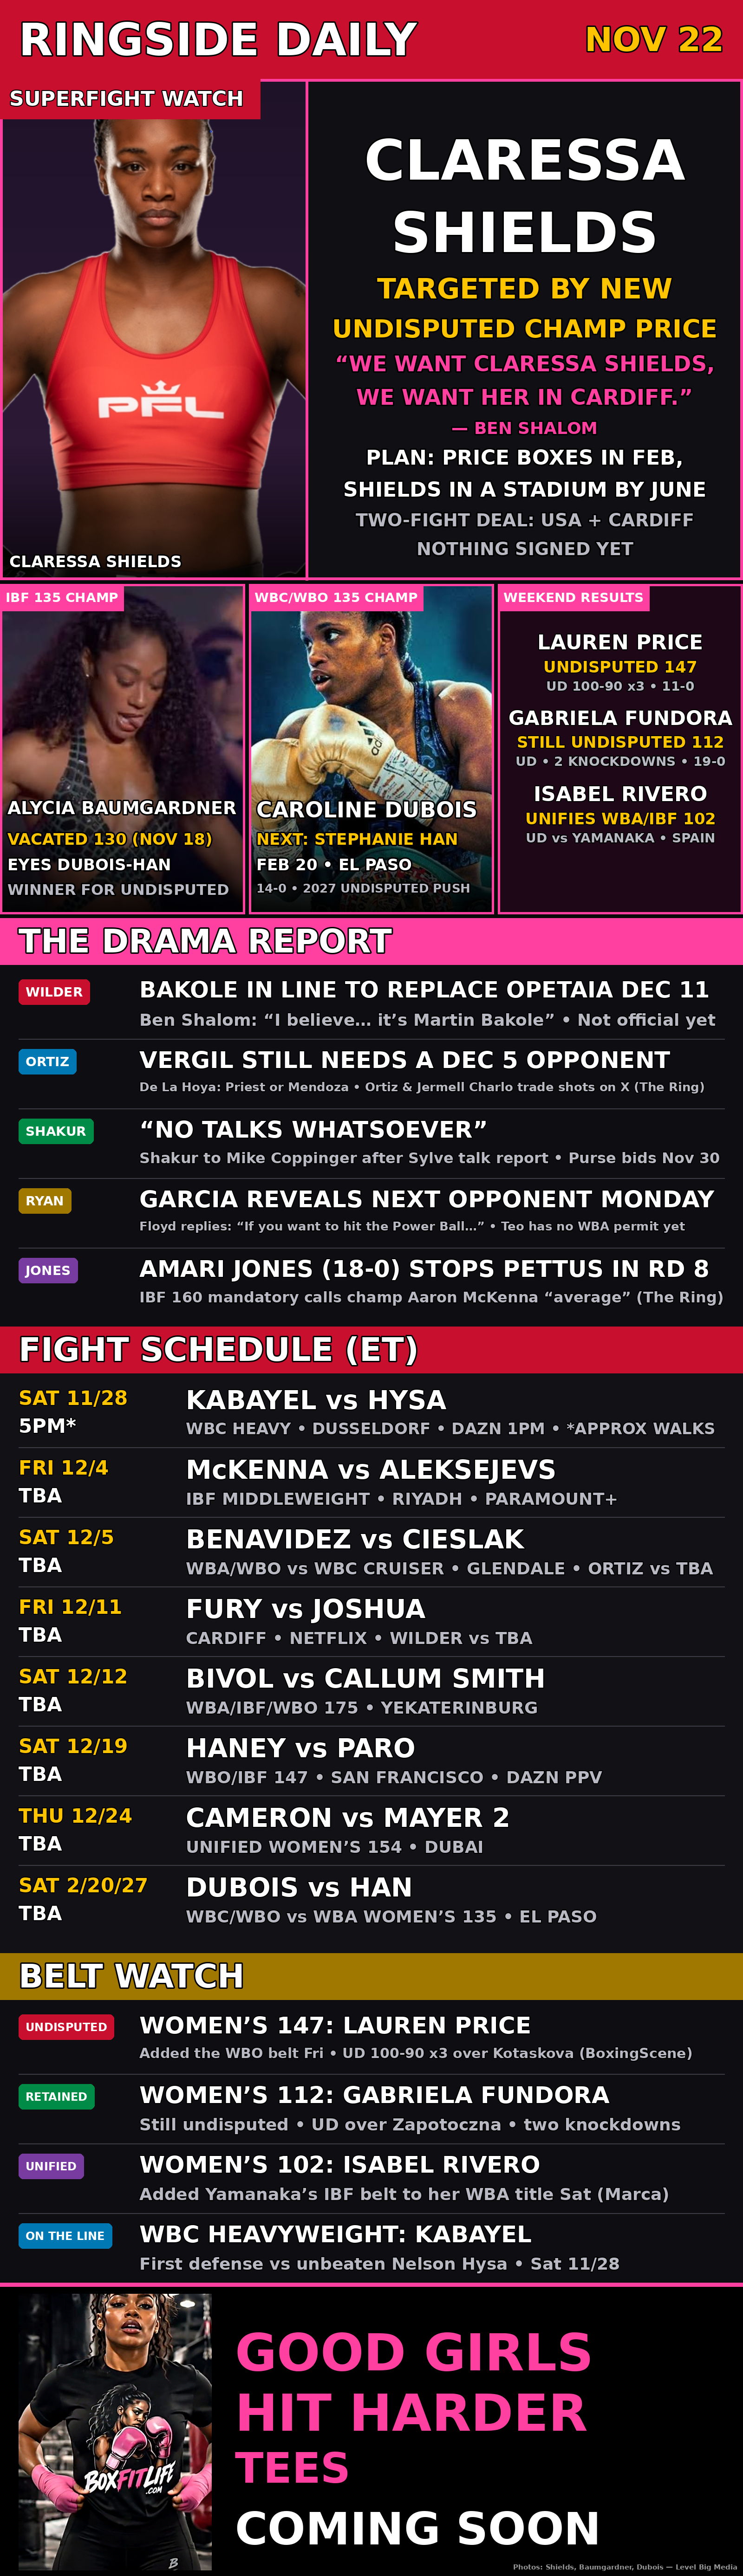 RINGSIDE DAILY
NOV 22
SUPERFIGHT WATCH
PFL
CLARESSA SHIELDS
CLARESSA
SHIELDS
TARGETED BY NEW
UNDISPUTED CHAMP PRICE
“WE WANT CLARESSA SHIELDS,
WE WANT HER IN CARDIFF.”
— BEN SHALOM
PLAN: PRICE BOXES IN FEB,
SHIELDS IN A STADIUM BY JUNE
TWO-FIGHT DEAL: USA + CARDIFF
NOTHING SIGNED YET
IBF 135 CHAMP
ALYCIA BAUMGARDNER
VACATED 130 (NOV 18)
EYES DUBOIS-HAN
WINNER FOR UNDISPUTED
WBC/WBO 135 CHAMP
CAROLINE DUBOIS
NEXT: STEPHANIE HAN
FEB 20 • EL PASO
14-0 • 2027 UNDISPUTED PUSH
WEEKEND RESULTS
LAUREN PRICE
UNDISPUTED 147
UD 100-90 x3 • 11-0
GABRIELA FUNDORA
STILL UNDISPUTED 112
UD • 2 KNOCKDOWNS • 19-0
ISABEL RIVERO
UNIFIES WBA/IBF 102
UD vs YAMANAKA • SPAIN
THE DRAMA REPORT
WILDER
BAKOLE IN LINE TO REPLACE OPETAIA DEC 11
Ben Shalom: “I believe… it’s Martin Bakole” • Not official yet
ORTIZ
VERGIL STILL NEEDS A DEC 5 OPPONENT
De La Hoya: Priest or Mendoza • Ortiz & Jermell Charlo trade shots on X (The Ring)
SHAKUR
“NO TALKS WHATSOEVER”
Shakur to Mike Coppinger after Sylve talk report • Purse bids Nov 30
RYAN
GARCIA REVEALS NEXT OPPONENT MONDAY
Floyd replies: “If you want to hit the Power Ball…” • Teo has no WBA permit yet
JONES
AMARI JONES (18-0) STOPS PETTUS IN RD 8
IBF 160 mandatory calls champ Aaron McKenna “average” (The Ring)
FIGHT SCHEDULE (ET)
SAT 11/28
5PM*
KABAYEL vs HYSA
WBC HEAVY • DUSSELDORF • DAZN 1PM • *APPROX WALKS
FRI 12/4
TBA
McKENNA vs ALEKSEJEVS
IBF MIDDLEWEIGHT • RIYADH • PARAMOUNT+
SAT 12/5
TBA
BENAVIDEZ vs CIESLAK
WBA/WBO vs WBC CRUISER • GLENDALE • ORTIZ vs TBA
FRI 12/11
TBA
FURY vs JOSHUA
CARDIFF • NETFLIX • WILDER vs TBA
SAT 12/12
TBA
BIVOL vs CALLUM SMITH
WBA/IBF/WBO 175 • YEKATERINBURG
SAT 12/19
TBA
HANEY vs PARO
WBO/IBF 147 • SAN FRANCISCO • DAZN PPV
THU 12/24
TBA
CAMERON vs MAYER 2
UNIFIED WOMEN’S 154 • DUBAI
SAT 2/20/27
TBA
DUBOIS vs HAN
WBC/WBO vs WBA WOMEN’S 135 • EL PASO
BELT WATCH
UNDISPUTED
WOMEN’S 147: LAUREN PRICE
Added the WBO belt Fri • UD 100-90 x3 over Kotaskova (BoxingScene)
RETAINED
WOMEN’S 112: GABRIELA FUNDORA
Still undisputed • UD over Zapotoczna • two knockdowns
UNIFIED
WOMEN’S 102: ISABEL RIVERO
Added Yamanaka’s IBF belt to her WBA title Sat (Marca)
ON THE LINE
WBC HEAVYWEIGHT: KABAYEL
First defense vs unbeaten Nelson Hysa • Sat 11/28
BOXFITLIFE
.COM
B
GOOD GIRLS
HIT HARDER
TEES
COMING SOON
Photos: Shields, Baumgardner, Dubois — Level Big Media